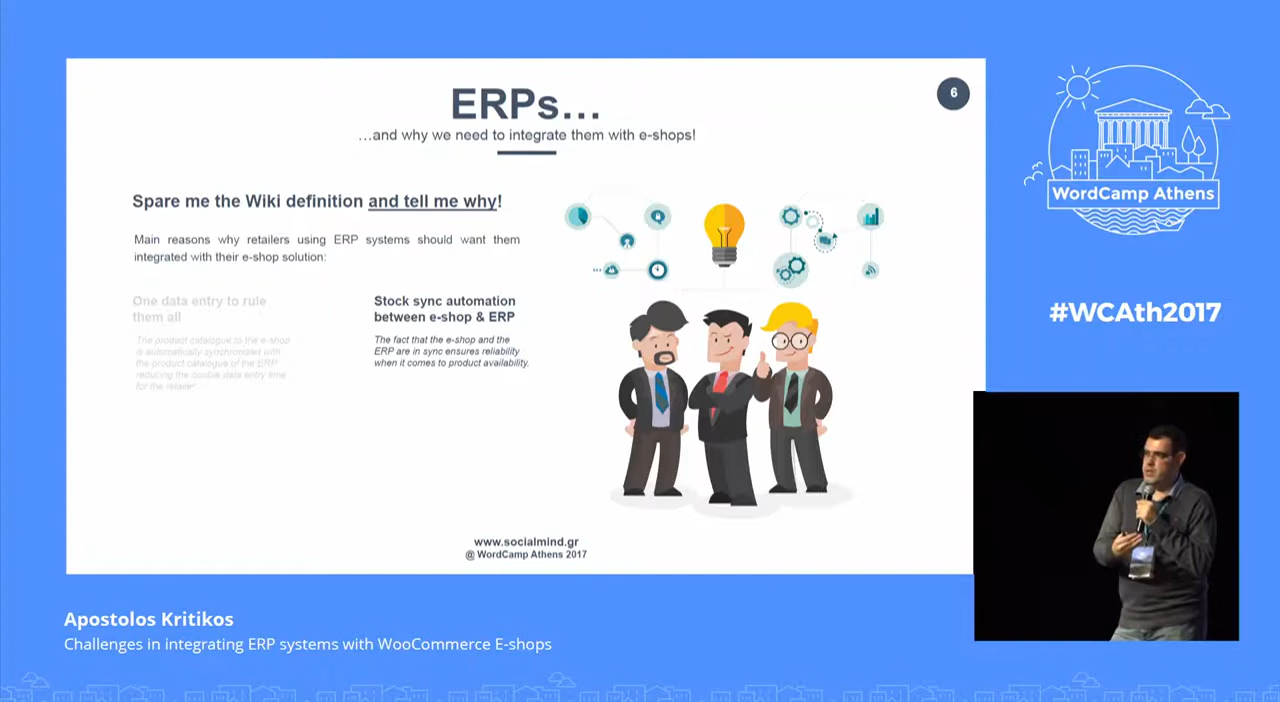 ERPs...
...and why we need to integrate them with e-shops!
6
Spare me the Wiki definition and tell me why!
Main reasons why retailers using ERP systems should want them
integrated with their e-shop solution:
One data entry to rule
them all
The product catalogue to the e-shop
is automatically synchronized with
the product catalogue of the ERP
reducing the double data entry time
for the retailer
Stock sync automation
between e-shop & ERP
The fact that the e-shop and the
ERP are in sync ensures reliability
when it comes to product availability.
www.socialmind.gr
@ WordCamp Athens 2017
WordCamp Athens
#WCAth2017
Apostolos Kritikos
Challenges in integrating ERP systems with WooCommerce E-shops